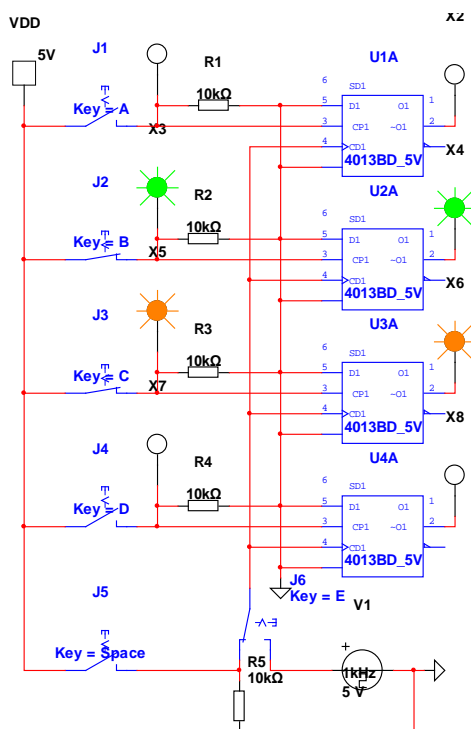 X2
VDD
5V
J1
Key = A
X3
R1
10kΩ
U1A
6
SD1
5
D1
O1
1
3
CP1
~O1
2
4
CD1
4013BD_5V
X4
J2
Key = B
X5
R2
10kΩ
U2A
6
SD1
5
D1
O1
1
3
CP1
~O1
2
4
CD1
4013BD_5V
X6
J3
Key = C
X7
R3
10kΩ
U3A
6
SD1
5
D1
O1
1
3
CP1
~O1
2
4
CD1
4013BD_5V
X8
J4
Key = D
R4
10kΩ
U4A
6
SD1
5
D1
O1
1
3
CP1
~O1
2
4
CD1
4013BD_5V
J6
Key = E
V1
J5
Key = Space
R5
10kΩ
1kHz
5 V